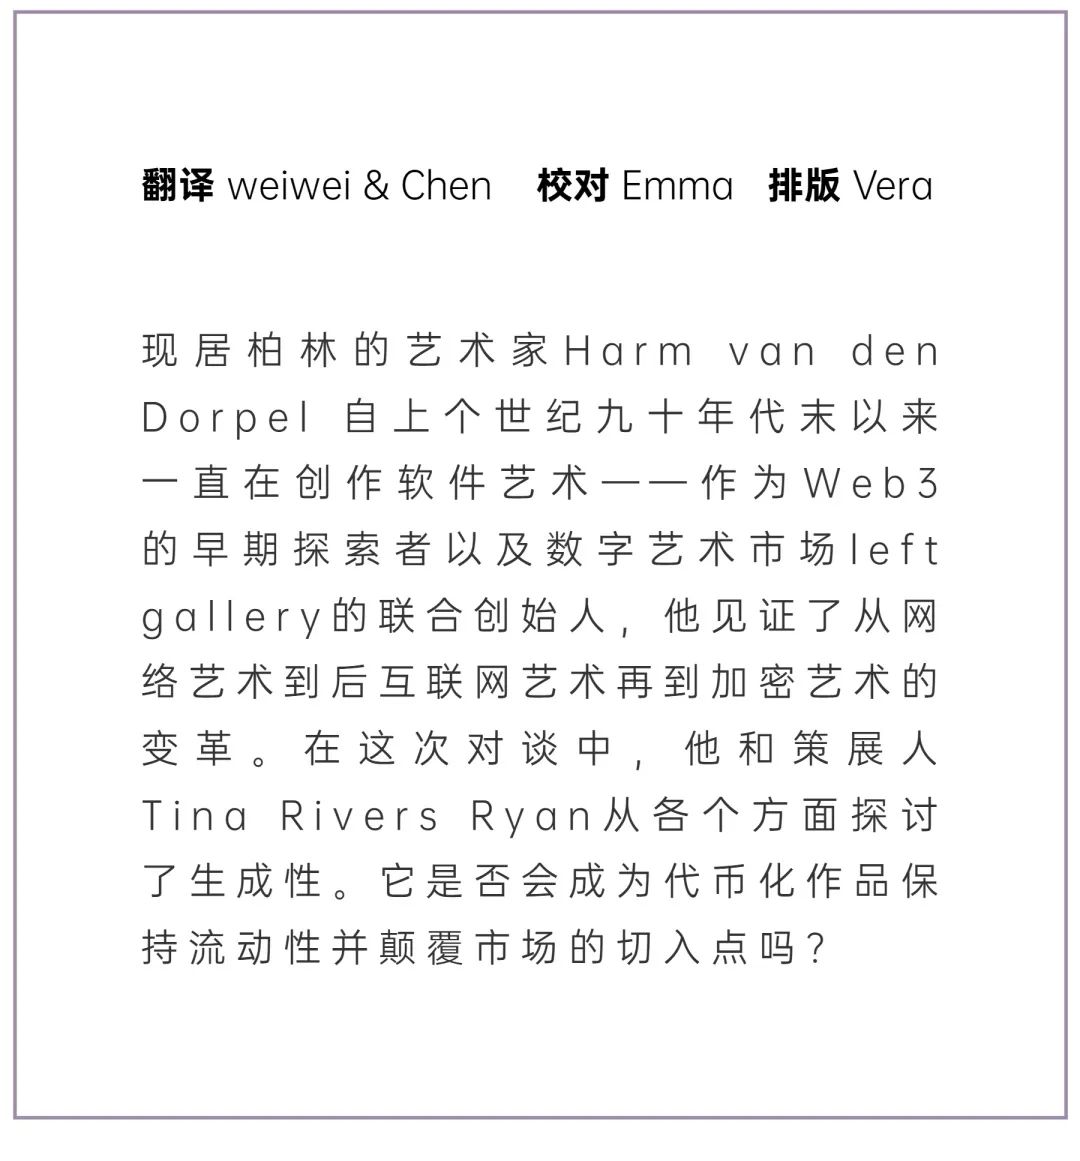 翻译 weiwei & Chen 校对 Emma 排版 Vera
现居柏林的艺术家Harm van den
Dorpel 自上个世纪九十年代末以来
一直在创作软件艺术——作为Web3
的早期探索者以及数字艺术市场left
gallery的联合创始人，他见证了从网
络艺术到后互联网艺术再到加密艺术的
变革。在这次对谈中，他和策展人
Tina Rivers Ryan从各个方面探讨
了生成性。它是否会成为代币化作品保
持流动性并颠覆市场的切入点吗？